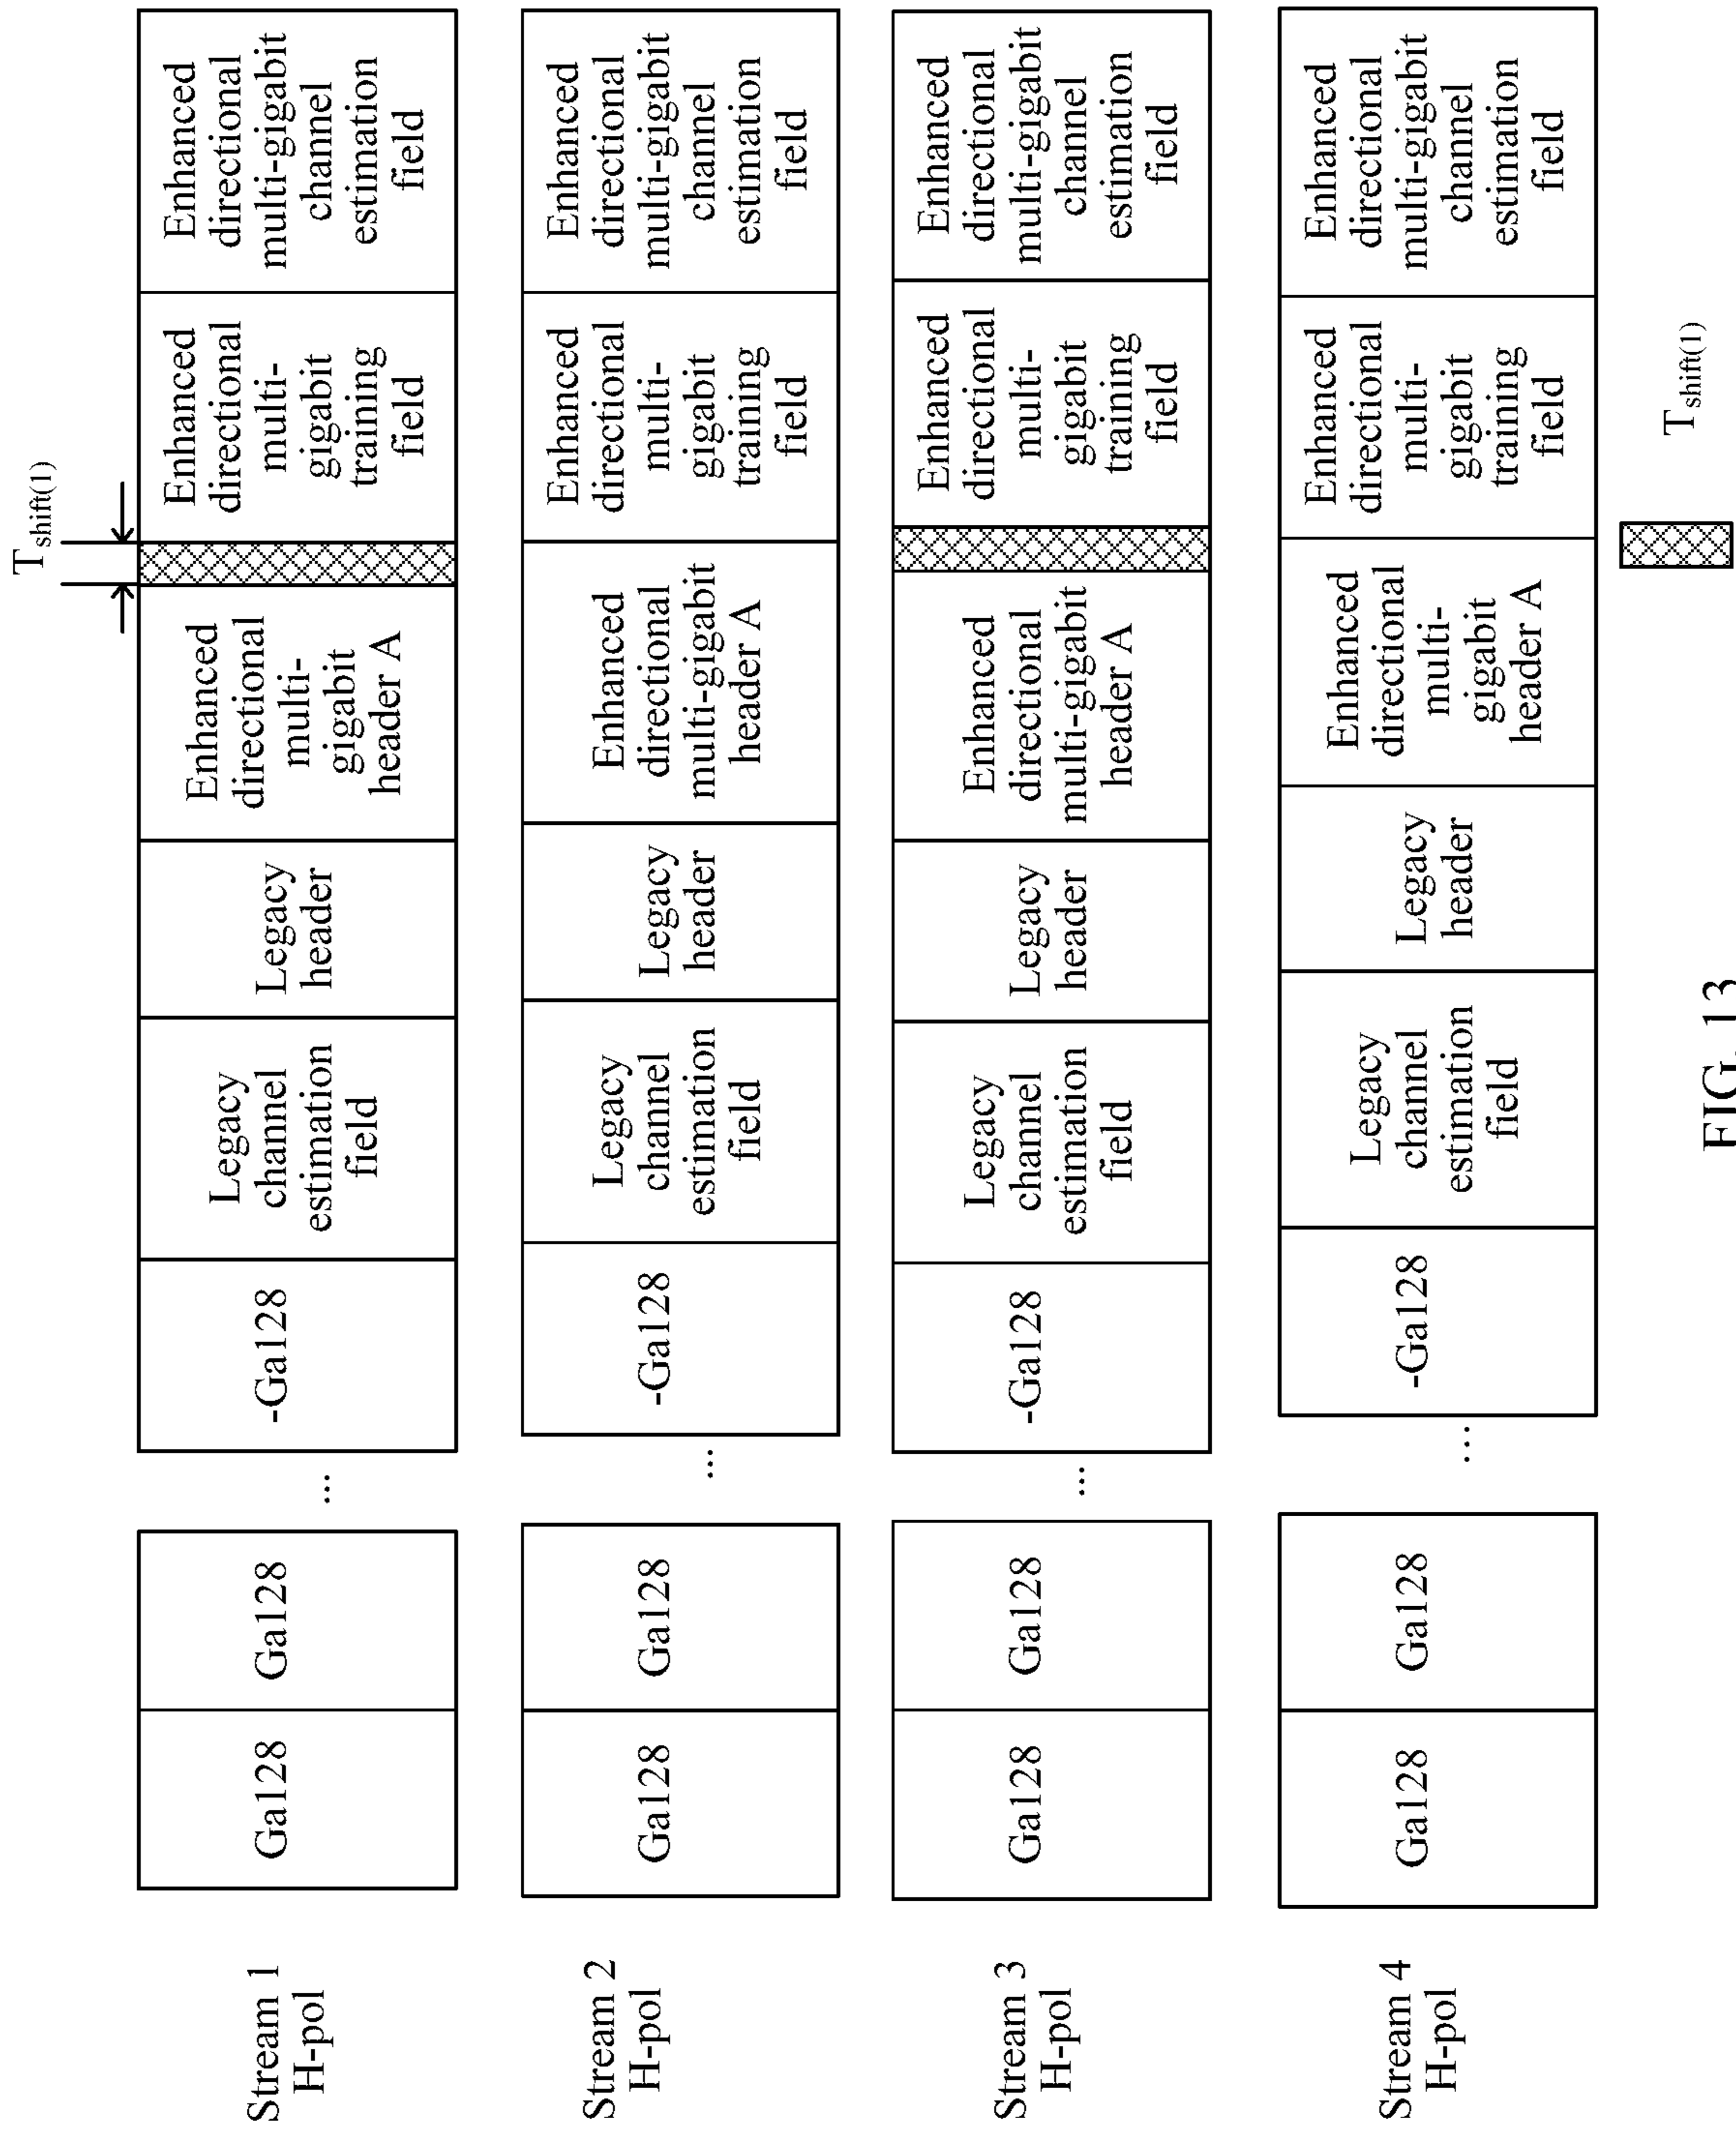 T shift(1)
Stream 1
H-pol
Ga128
Ga128
...
-Ga128
Legacy
channel
estimation
field
Legacy
header
Enhanced
directional
multi-
gigabit
header A
Enhanced
directional
multi-
gigabit
training
field
Enhanced
directional
multi-gigabit
channel
estimation
field
Stream 2
H-pol
Ga128
Ga128
...
-Ga128
Legacy
channel
estimation
field
Legacy
header
Enhanced
directional
multi-gigabit
header A
Enhanced
directional
multi-
gigabit
training
field
Enhanced
directional
multi-gigabit
channel
estimation
field
Stream 3
H-pol
Ga128
Ga128
...
-Ga128
Legacy
channel
estimation
field
Legacy
header
Enhanced
directional
multi-gigabit
header A
Enhanced
directional
multi-
gigabit
training
field
Enhanced
directional
multi-gigabit
channel
estimation
field
Stream 4
H-pol
Ga128
Ga128
...
-Ga128
Legacy
channel
estimation
field
Legacy
header
Enhanced
directional
multi-
gigabit
header A
Enhanced
directional
multi-
gigabit
training
field
Enhanced
directional
multi-gigabit
channel
estimation
field
T shift(1)
FIG. 13